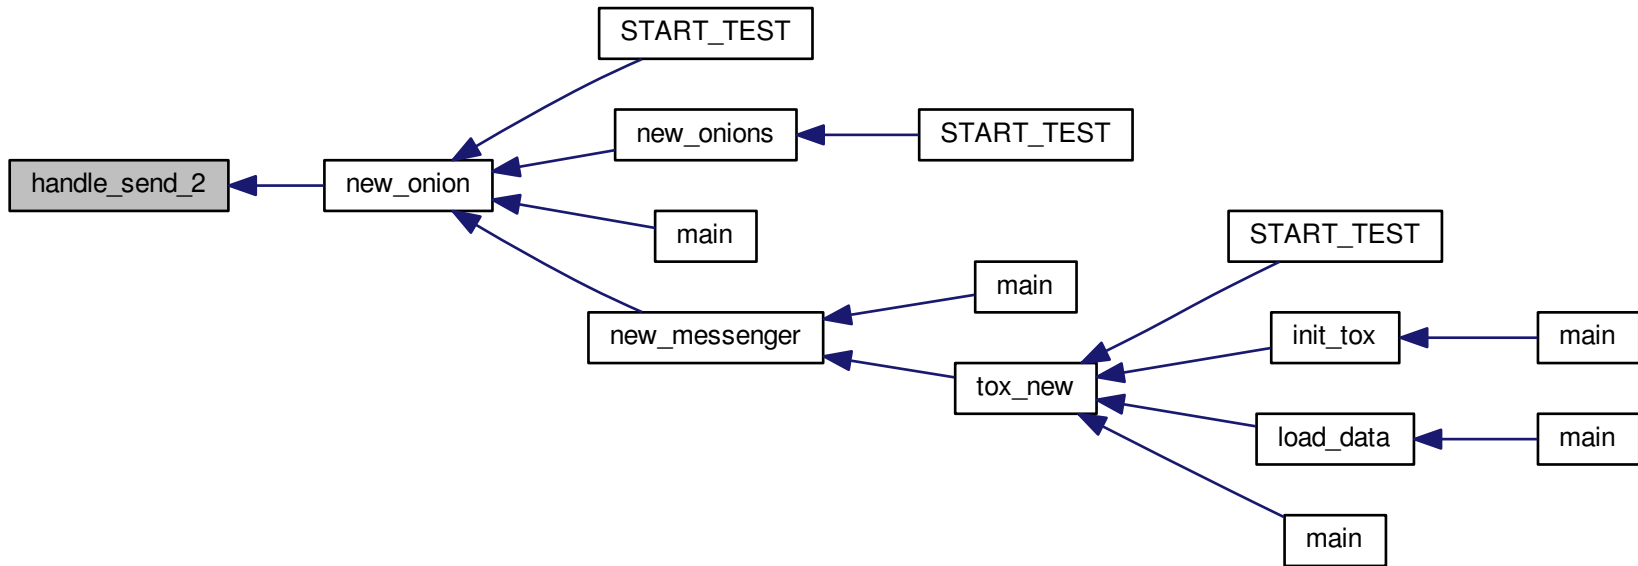 START_TEST
new_onions
START_TEST
handle_send_2
new_onion
main
START_TEST
main
new_messenger
init_tox
main
tox_new
load_data
main
main